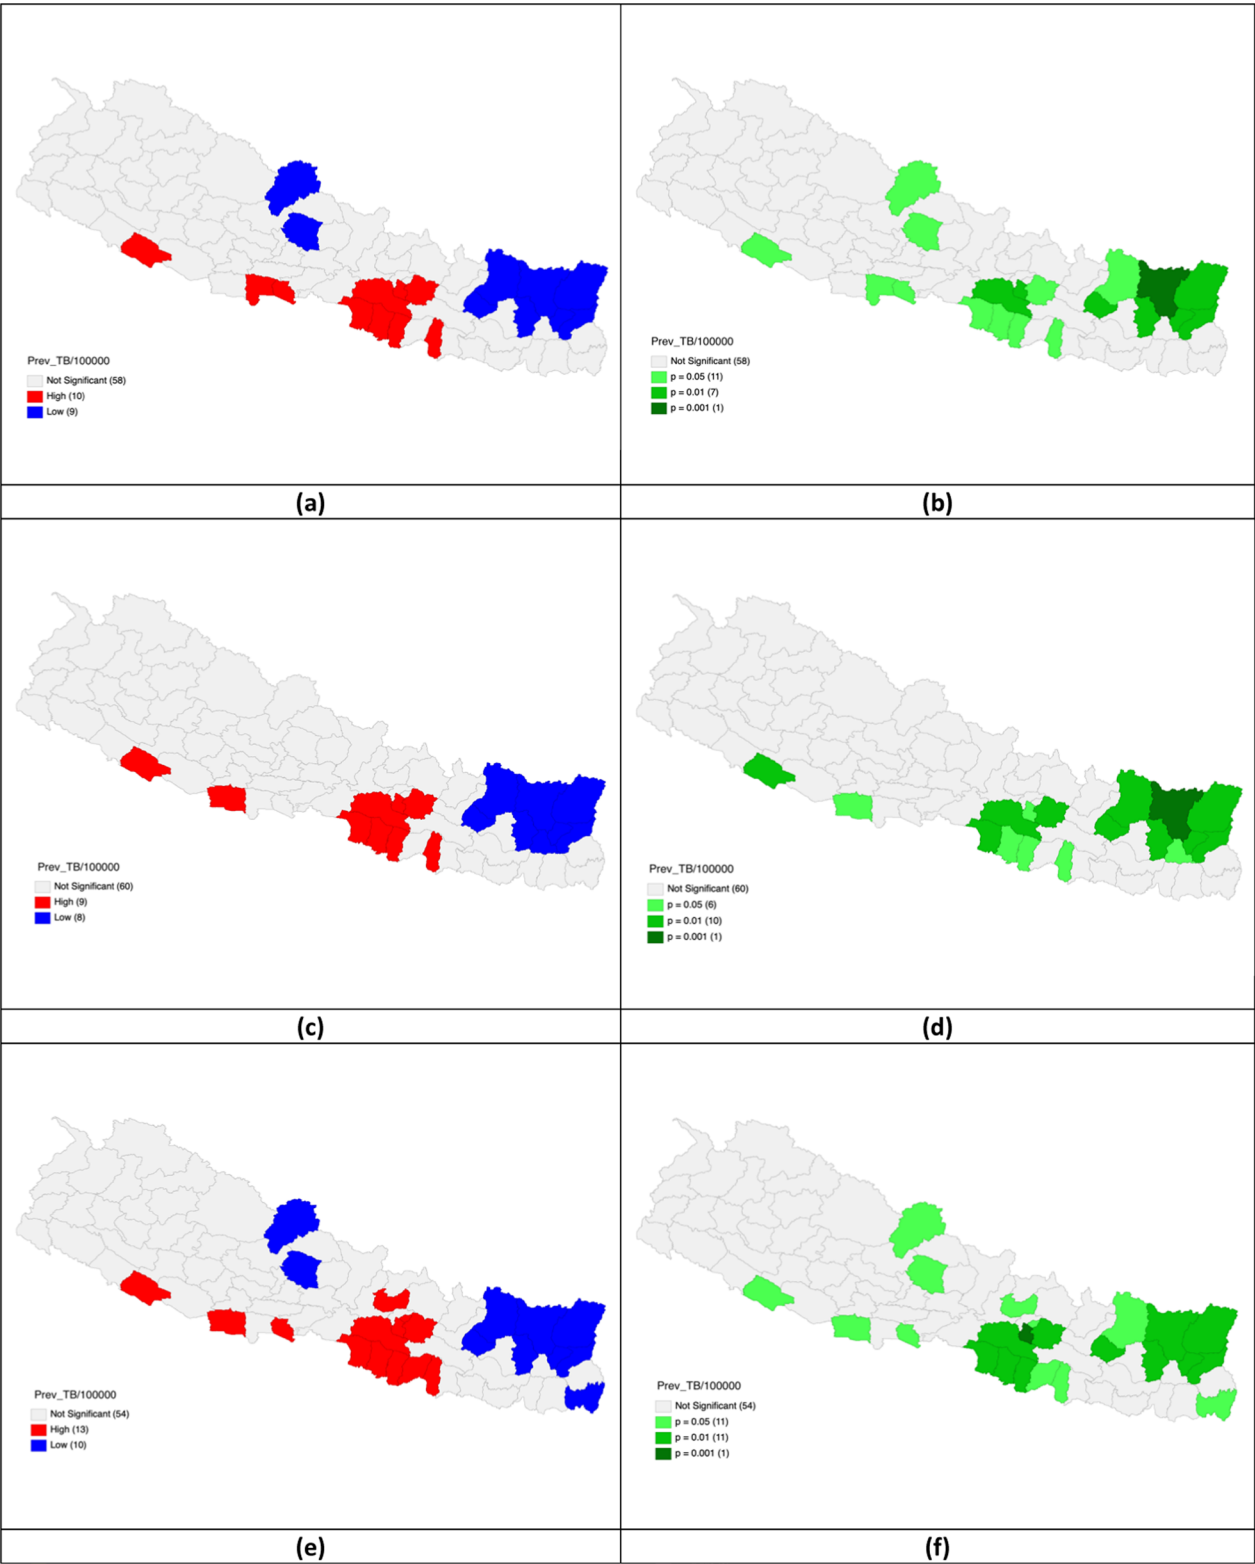 Prev_TB/100000
Not Significant (58)
High (10)
Low (9)
Prev_TB/100000
Not Significant (58)
p = 0.05 (11)
p = 0.01 (7)
p = 0.001 (1)
(a)
(b)
Prev_TB/100000
Not Significant (60)
High (9)
Low (8)
Prev_TB/100000
Not Significant (60)
p = 0.05 (6)
p = 0.01 (10)
p = 0.001 (1)
(c)
(d)
Prev_TB/100000
Not Significant (54)
High (13)
Low (10)
Prev_TB/100000
Not Significant (54)
p = 0.05 (11)
p = 0.01 (11)
p = 0.001 (1)
(e)
(f)